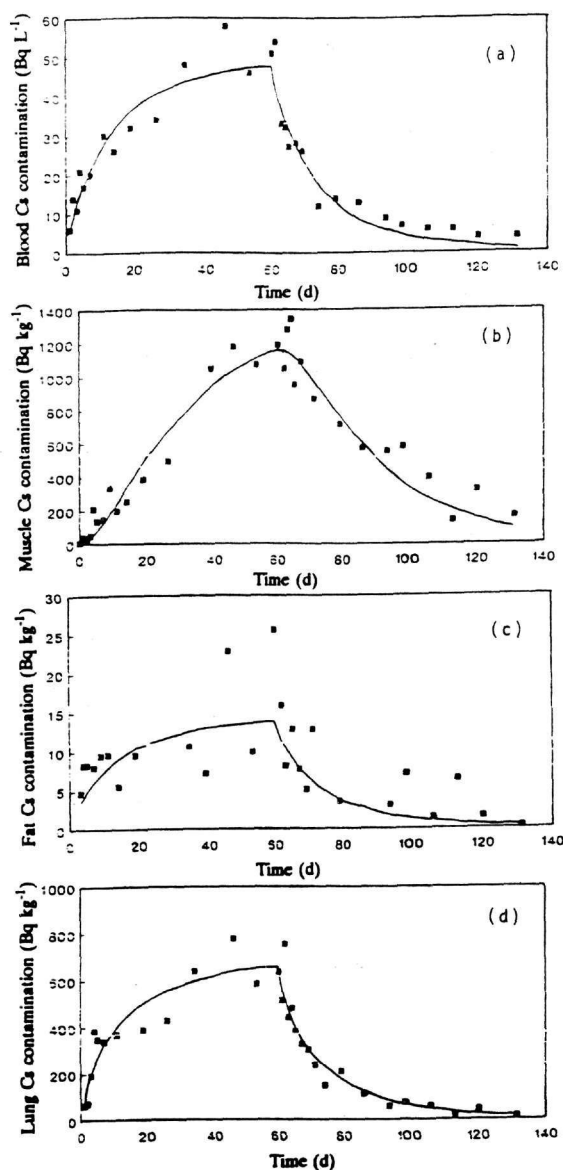 Blood Cs contamination (Bq L⁻¹)
(a)
60
50
40
30
20
10
0
0 20 40 60 80 100 120 140
Time (d)
Muscle Cs contamination (Bq kg⁻¹)
(b)
1400
1200
1000
800
600
400
200
0
0 20 40 60 80 100 120 140
Time (d)
Fat Cs contamination (Bq kg⁻¹)
(c)
30
25
20
15
10
5
0
0 20 40 60 80 100 120 140
Time (d)
Lung Cs contamination (Bq kg⁻¹)
(d)
1000
800
600
400
200
0
0 20 40 60 80 100 120 140
Time (d)